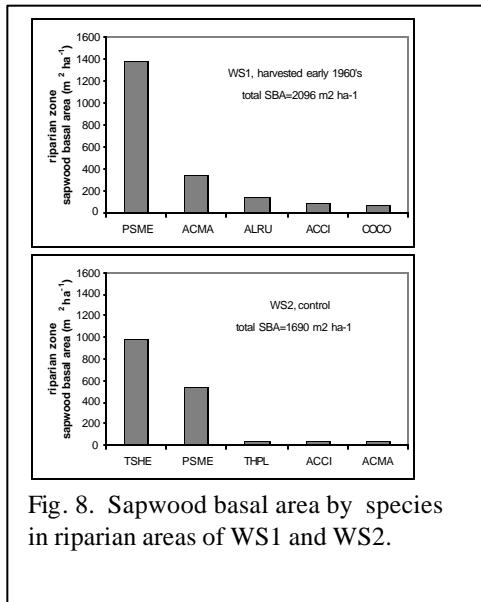 riparian zone
sapwood basal area (m² ha⁻¹)
1600
1400
1200
1000
800
600
400
200
0
WS1, harvested early 1960's
total SBA=2096 m2 ha-1
PSME ACMA ALRU ACCI COCO
riparian zone
sapwood basal area (m² ha⁻¹)
1600
1400
1200
1000
800
600
400
200
0
WS2, control
total SBA=1690 m2 ha-1
TSHE PSME THPL ACCI ACMA
Fig. 8. Sapwood basal area by species
in riparian areas of WS1 and WS2.